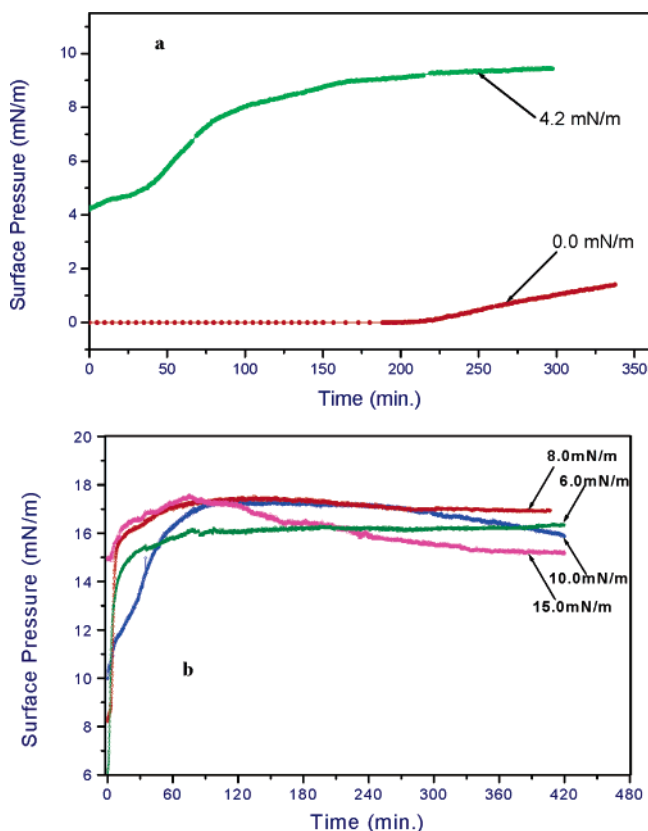 a
Surface Pressure (mN/m)
10
8
6
4
2
0
4.2 mN/m
0.0 mN/m
0 50 100 150 200 250 300 350
Time (min.)
b
Surface Pressure (mN/m)
20
18
16
14
12
10
8
6
8.0mN/m
6.0mN/m
10.0mN/m
15.0mN/m
0 60 120 180 240 300 360 420 480
Time (min.)